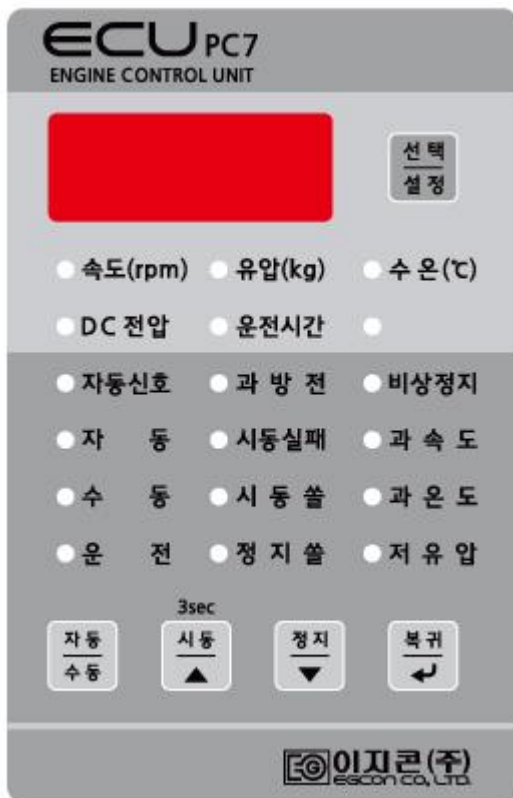 ECU PC7
ENGINE CONTROL UNIT
선택
설정
속도(rpm) 유압(kg) 수온(℃)
DC전압 운전시간
자동신호 과방전 비상정지
자동 시동실패 과속도
수동 시동쏠 과온도
운전 정지쏠 저유압
3sec
자동 시동 정지 복귀
수동 ▲ ▼ ↵
EG 이지콘(주)
EGCON CO., LTD.